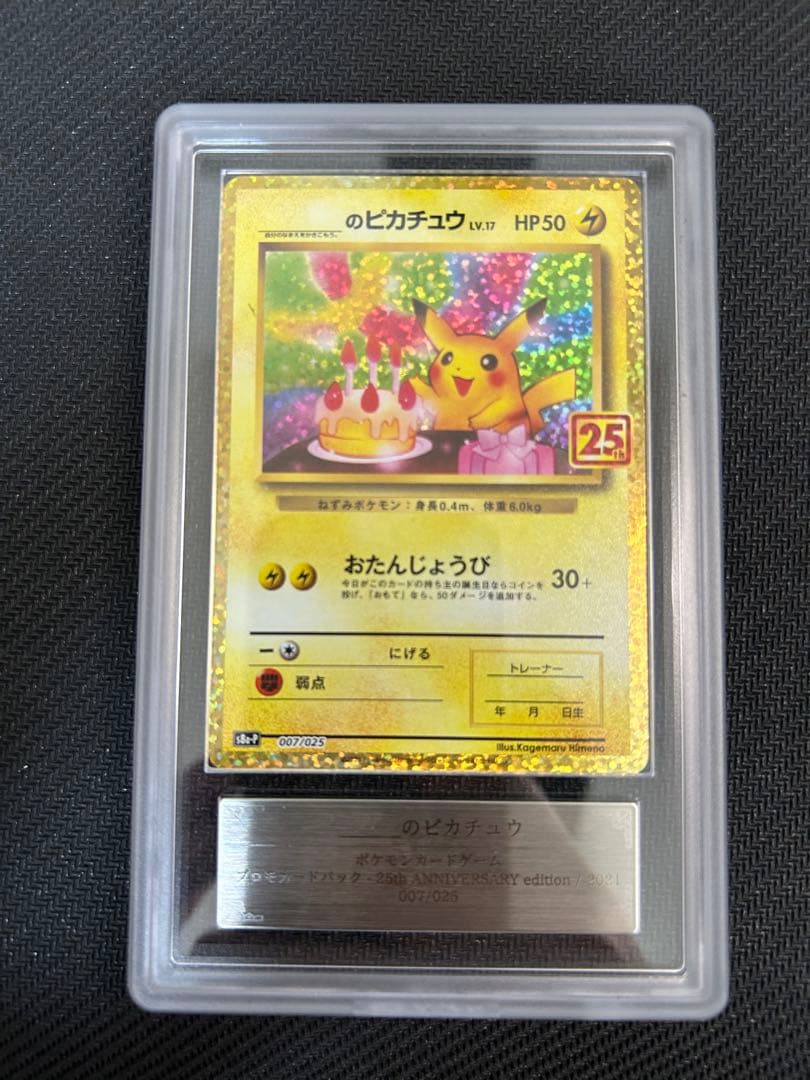 のピカチュウ LV.17 HP50
自分のなまえをかきこもう。
25th
ねずみポケモン：身長0.4m、体重6.0kg
おたんじょうび 30+
今日がこのカードの持ち主の誕生日ならコインを
投げ、「おもて」なら、50ダメージを追加する。
にげる
弱点
トレーナー
年 月 日生
s8a-P 007/025
Illus.Kagemaru Himeno
のピカチュウ
ポケモンカードゲーム
プロモカードパック - 25th ANNIVERSARY edition / 2021
007/025